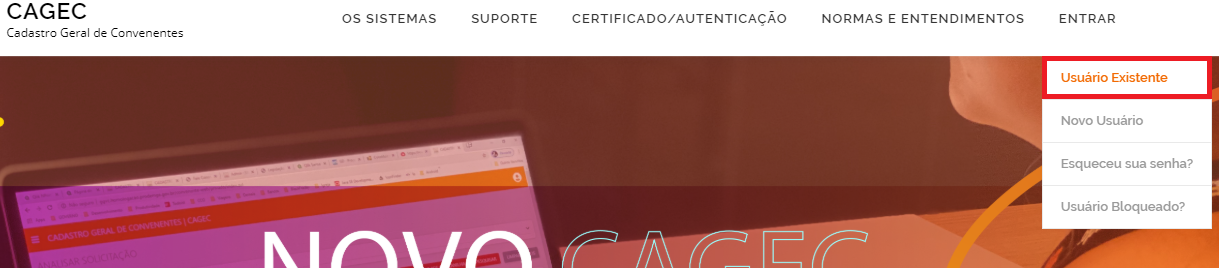 CAGEC
Cadastro Geral de Convenentes
OS SISTEMAS SUPORTE CERTIFICADO/AUTENTICAÇÃO NORMAS E ENTENDIMENTOS ENTRAR
Usuário Existente
Novo Usuário
Esqueceu sua senha?
Usuário Bloqueado?
CADASTRO GERAL DE CONVENENTES | CAGEC
NOVO CAGEC